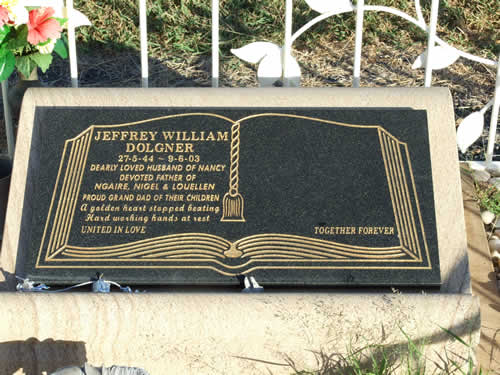 JEFFREY WILLIAM
DOLGNER
27-5-44 ~ 9-6-03
DEARLY LOVED HUSBAND OF NANCY
DEVOTED FATHER OF
NGAIRE, NIGEL & LOUELLEN
PROUD GRAND DAD OF THEIR CHILDREN
A golden heart stopped beating
Hard working hands at rest
UNITED IN LOVE
TOGETHER FOREVER